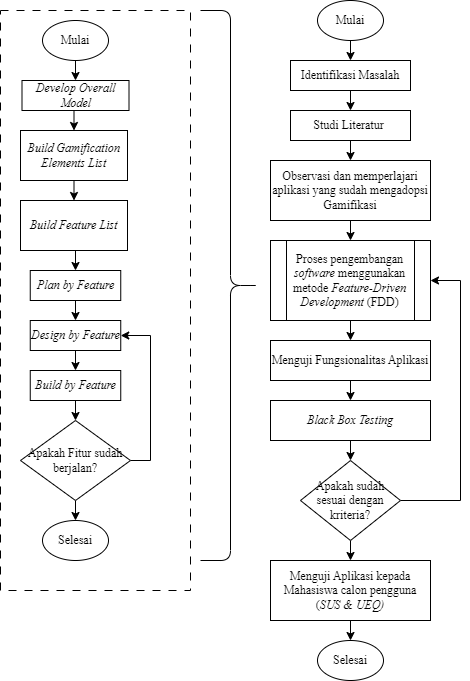 Mulai
Develop Overall
Model
Build Gamification
Elements List
Build Feature List
Plan by Feature
Design by Feature
Build by Feature
Apakah Fitur sudah
berjalan?
Selesai
Mulai
Identifikasi Masalah
Studi Literatur
Observasi dan memperlajari
aplikasi yang sudah mengadopsi
Gamifikasi
Proses pengembangan
software menggunakan
metode Feature-Driven
Development (FDD)
Menguji Fungsionalitas Aplikasi
Black Box Testing
Apakah sudah
sesuai dengan
kriteria?
Menguji Aplikasi kepada
Mahasiswa calon pengguna
(SUS & UEQ)
Selesai